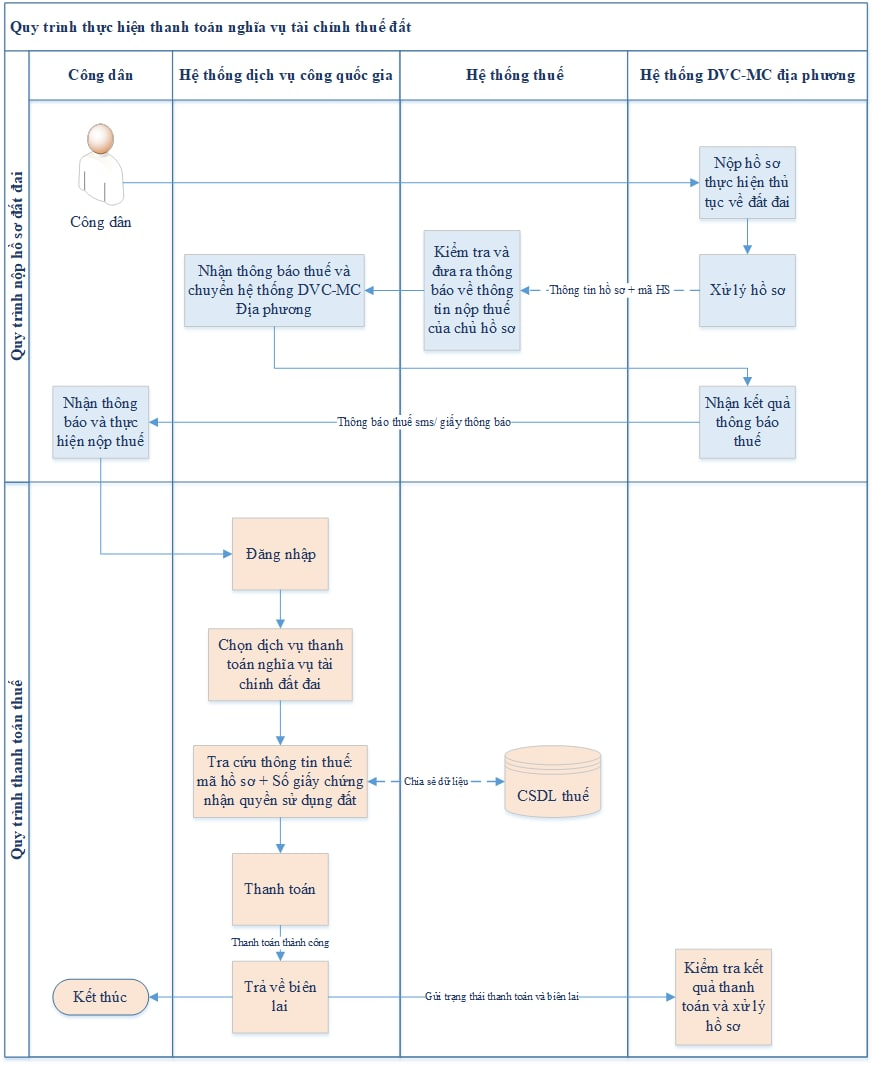 Quy trình thực hiện thanh toán nghĩa vụ tài chính thuế đất
Công dân
Hệ thống dịch vụ công quốc gia
Hệ thống thuế
Hệ thống DVC-MC địa phương
Quy trình nộp hồ sơ đất đai
Công dân
Nộp hồ sơ
thực hiện thủ
tục về đất đai
Nhận thông báo thuế và
chuyển hệ thống DVC-MC
Địa phương
Kiểm tra và
đưa ra thông
báo về thông
tin nộp thuế
của chủ hồ sơ
Thông tin hồ sơ + mã HS
Xử lý hồ sơ
Nhận thông
báo và thực
hiện nộp thuế
Thông báo thuế sms/ giấy thông báo
Nhận kết quả
thông báo
thuế
Quy trình thanh toán thuế
Đăng nhập
Chọn dịch vụ thanh
toán nghĩa vụ tài
chính đất đai
Tra cứu thông tin thuế:
mã hồ sơ + Số giấy chứng
nhận quyền sử dụng đất
Chia sẻ dữ liệu
CSDL thuế
Thanh toán
Thanh toán thành công
Kết thúc
Trả về biên
lai
Gửi trạng thái thanh toán và biên lai
Kiểm tra kết
quả thanh
toán và xử lý
hồ sơ